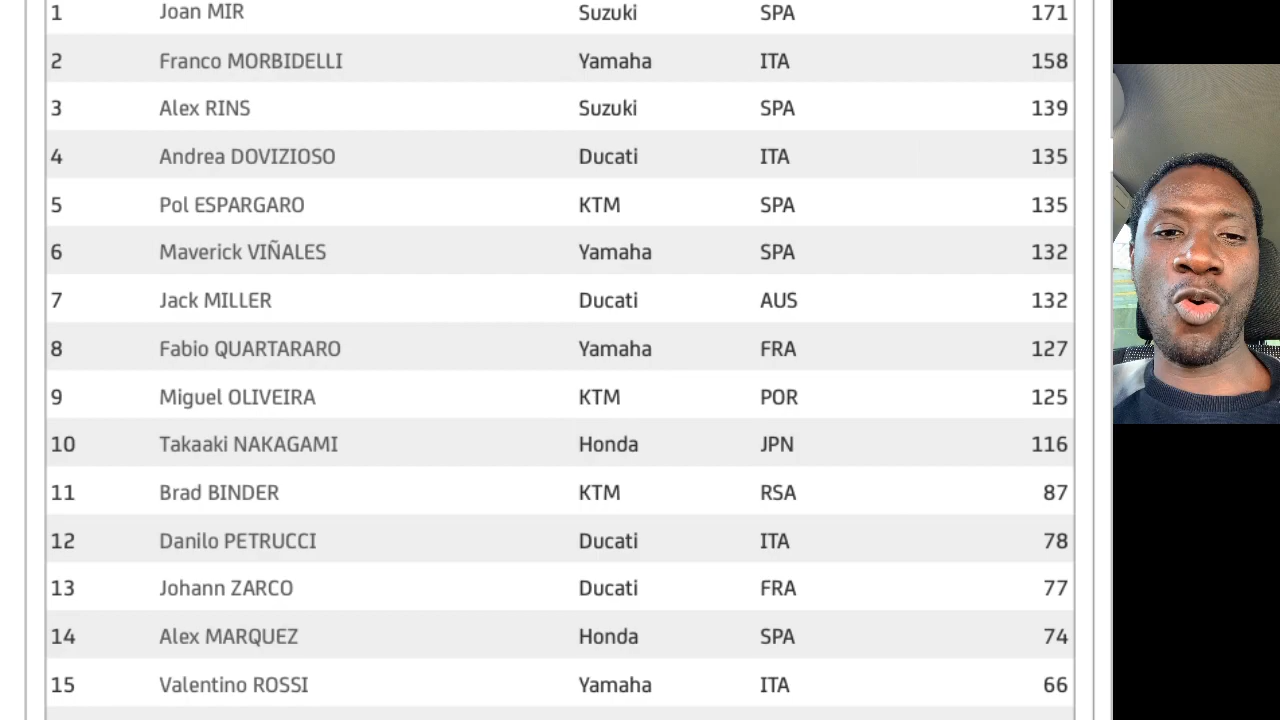 1 Joan MIR Suzuki SPA 171
2 Franco MORBIDELLI Yamaha ITA 158
3 Alex RINS Suzuki SPA 139
4 Andrea DOVIZIOSO Ducati ITA 135
5 Pol ESPARGARO KTM SPA 135
6 Maverick VIÑALES Yamaha SPA 132
7 Jack MILLER Ducati AUS 132
8 Fabio QUARTARARO Yamaha FRA 127
9 Miguel OLIVEIRA KTM POR 125
10 Takaaki NAKAGAMI Honda JPN 116
11 Brad BINDER KTM RSA 87
12 Danilo PETRUCCI Ducati ITA 78
13 Johann ZARCO Ducati FRA 77
14 Alex MARQUEZ Honda SPA 74
15 Valentino ROSSI Yamaha ITA 66